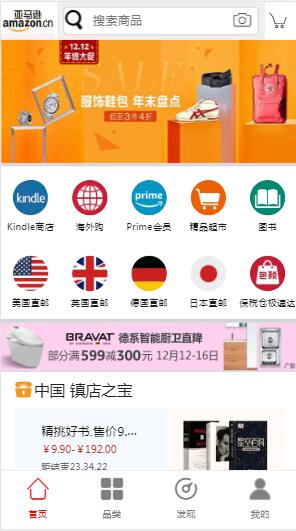 亚马逊
amazon.cn
搜索商品
12.12
年终大促
SALE
服饰鞋包 年末盘点
低至3件4折
kindle
prime
Kindle商店
海外购
Prime会员
精品超市
图书
包税
美国直邮
英国直邮
德国直邮
日本直邮
保税仓极速达
BRAVAT 德系智能厨卫直降
部分满599减300元 12月12-16日
中国 镇店之宝
精挑好书,售价9,...
¥9.90-¥192.00
距结束23.34.22
首页
品类
发现
我的